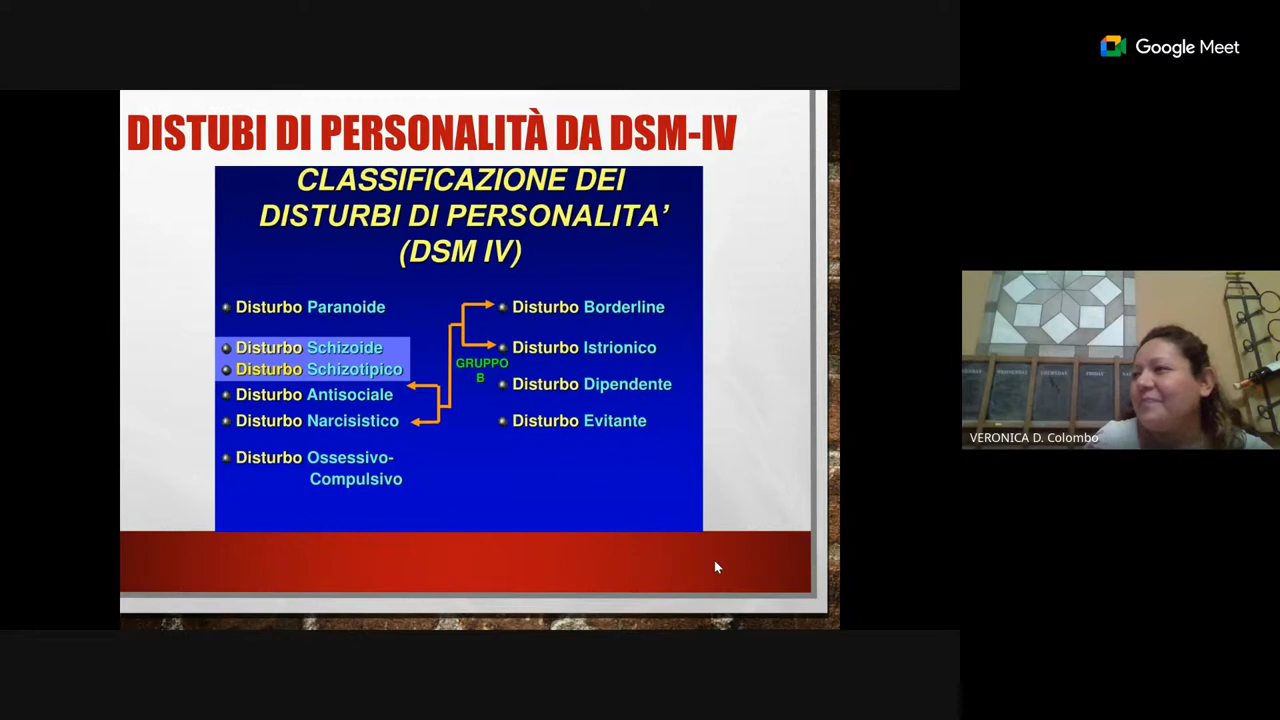 Google Meet
DISTUBI DI PERSONALITÀ DA DSM-IV
CLASSIFICAZIONE DEI
DISTURBI DI PERSONALITA’
(DSM IV)
Disturbo Paranoide
Disturbo Schizoide
Disturbo Schizotipico
Disturbo Antisociale
Disturbo Narcisistico
Disturbo Ossessivo-
Compulsivo
GRUPPO
B
Disturbo Borderline
Disturbo Istrionico
Disturbo Dipendente
Disturbo Evitante
THURSDAY
FRIDAY
VERONICA D. Colombo